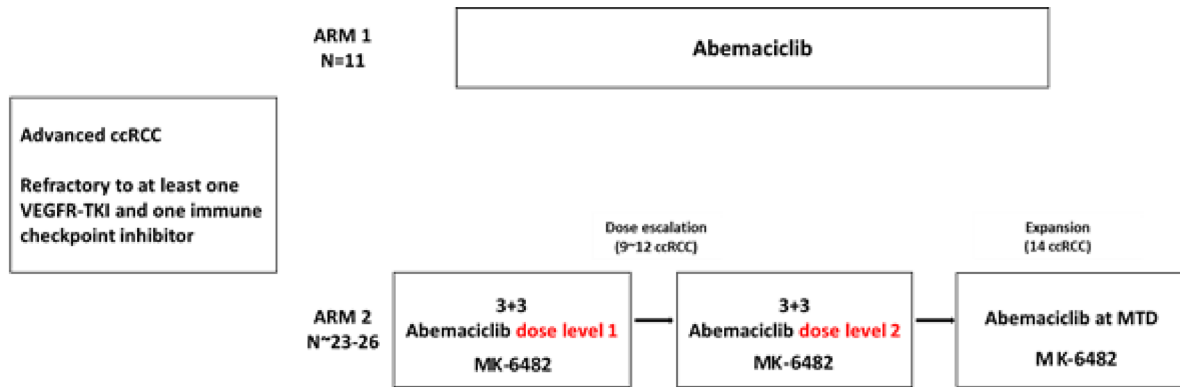 ARM 1
N=11
Abemaciclib
Advanced ccRCC
Refractory to at least one
VEGFR-TKI and one immune
checkpoint inhibitor
Dose escalation
(9~12 ccRCC)
Expansion
(14 ccRCC)
ARM 2
N~23-26
3+3
Abemaciclib dose level 1
MK-6482
3+3
Abemaciclib dose level 2
MK-6482
Abemaciclib at MTD
MK-6482